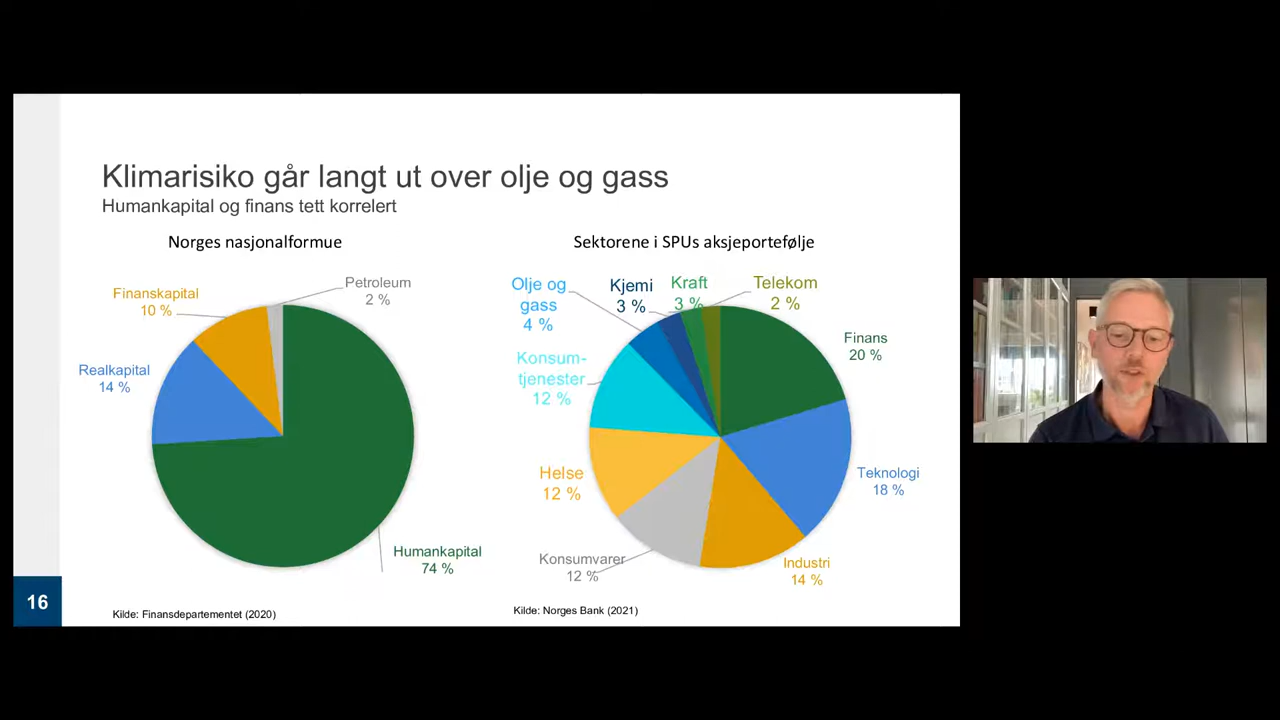 Klimarisiko går langt ut over olje og gass
Humankapital og finans tett korrelert
Norges nasjonalformue
Petroleum
2 %
Finanskapital
10 %
Realkapital
14 %
Humankapital
74 %
Kilde: Finansdepartementet (2020)
Sektorene i SPUs aksjeportefølje
Olje og
gass
4 %
Kjemi
3 %
Kraft
3 %
Telekom
2 %
Finans
20 %
Konsum-
tjenester
12 %
Helse
12 %
Teknologi
18 %
Konsumvarer
12 %
Industri
14 %
Kilde: Norges Bank (2021)
16